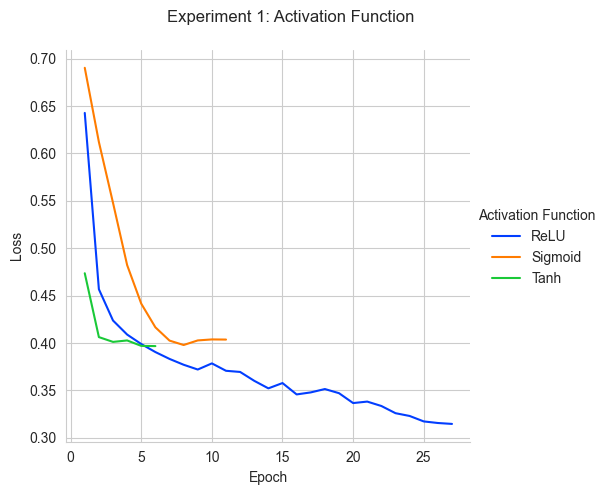 Experiment 1: Activation Function
0.70
0.65
0.60
0.55
0.50
0.45
0.40
0.35
0.30
Loss
0
5
10
15
20
25
Epoch
Activation Function
ReLU
Sigmoid
Tanh